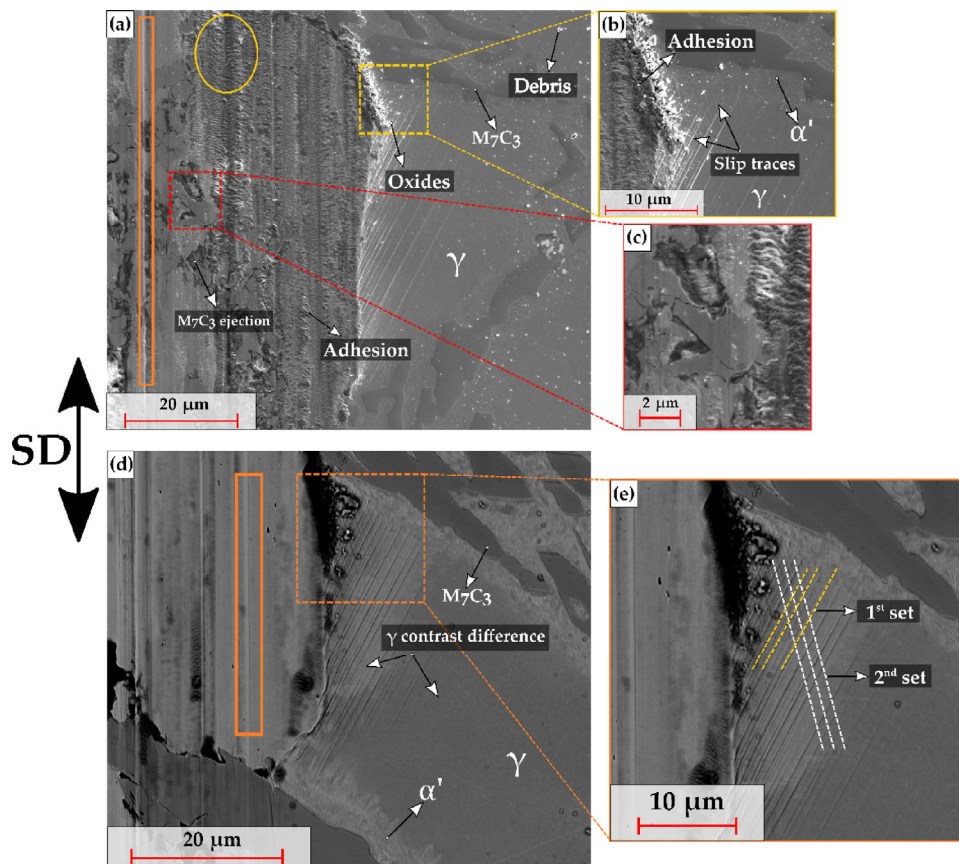 (a)
Debris
M₇C₃
Oxides
γ
M₇C₃ ejection
Adhesion
20 µm
(b)
Adhesion
α'
Slip traces
γ
10 µm
(c)
2 µm
SD
(d)
M₇C₃
γ contrast difference
γ
α'
20 µm
(e)
1st set
2nd set
10 µm